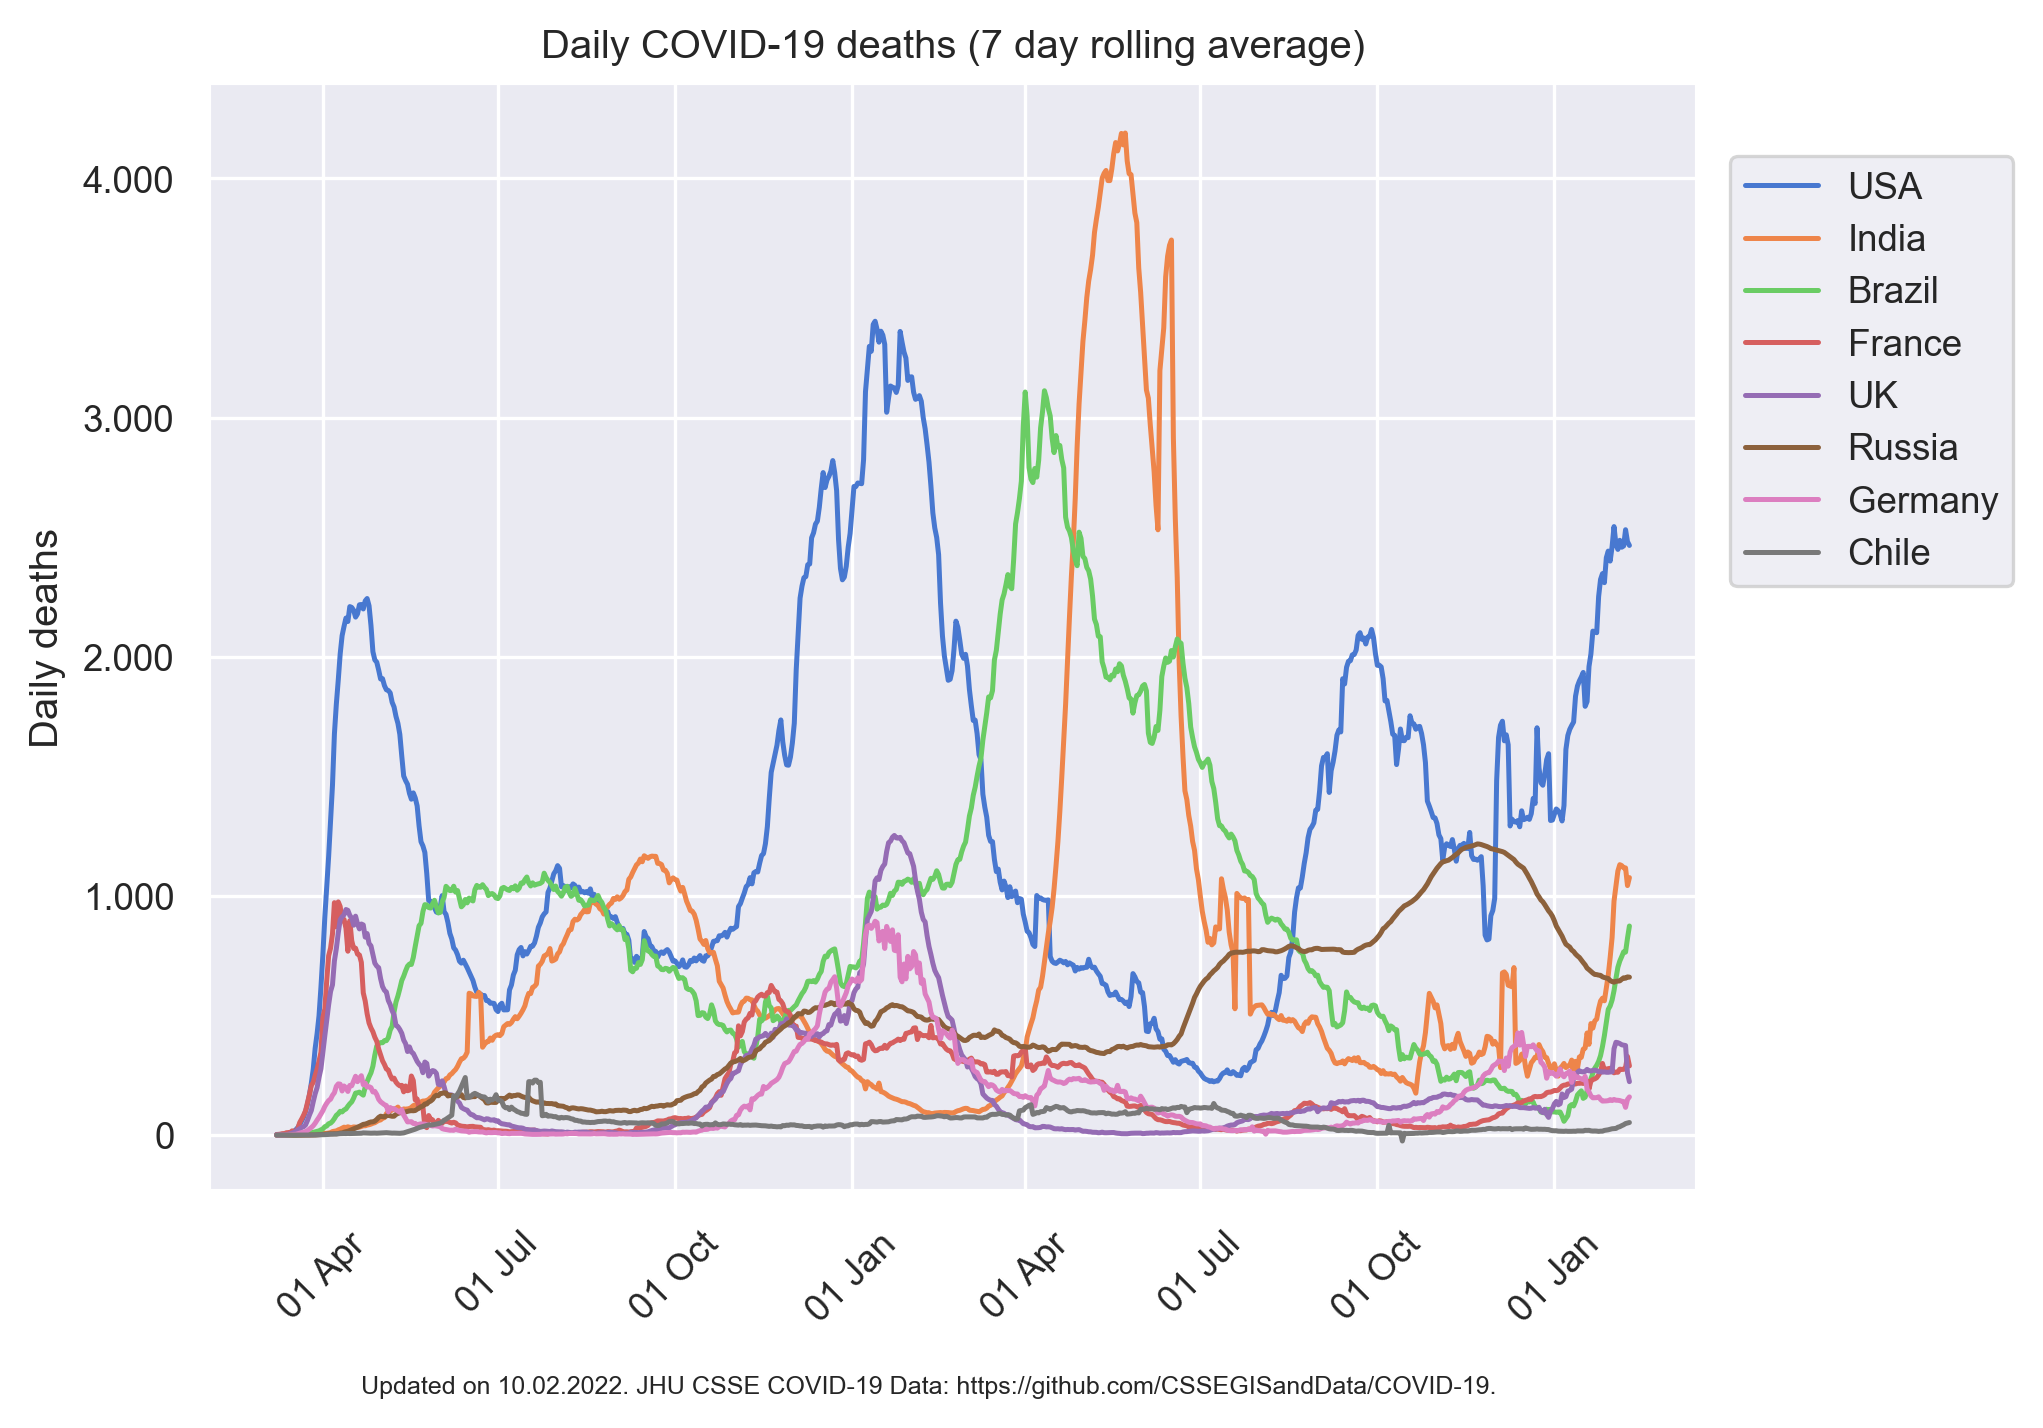 Daily COVID-19 deaths (7 day rolling average)
Daily deaths
4.000
3.000
2.000
1.000
0
01 Apr
01 Jul
01 Oct
01 Jan
01 Apr
01 Jul
01 Oct
01 Jan
USA
India
Brazil
France
UK
Russia
Germany
Chile
Updated on 10.02.2022. JHU CSSE COVID-19 Data: https://github.com/CSSEGISandData/COVID-19.